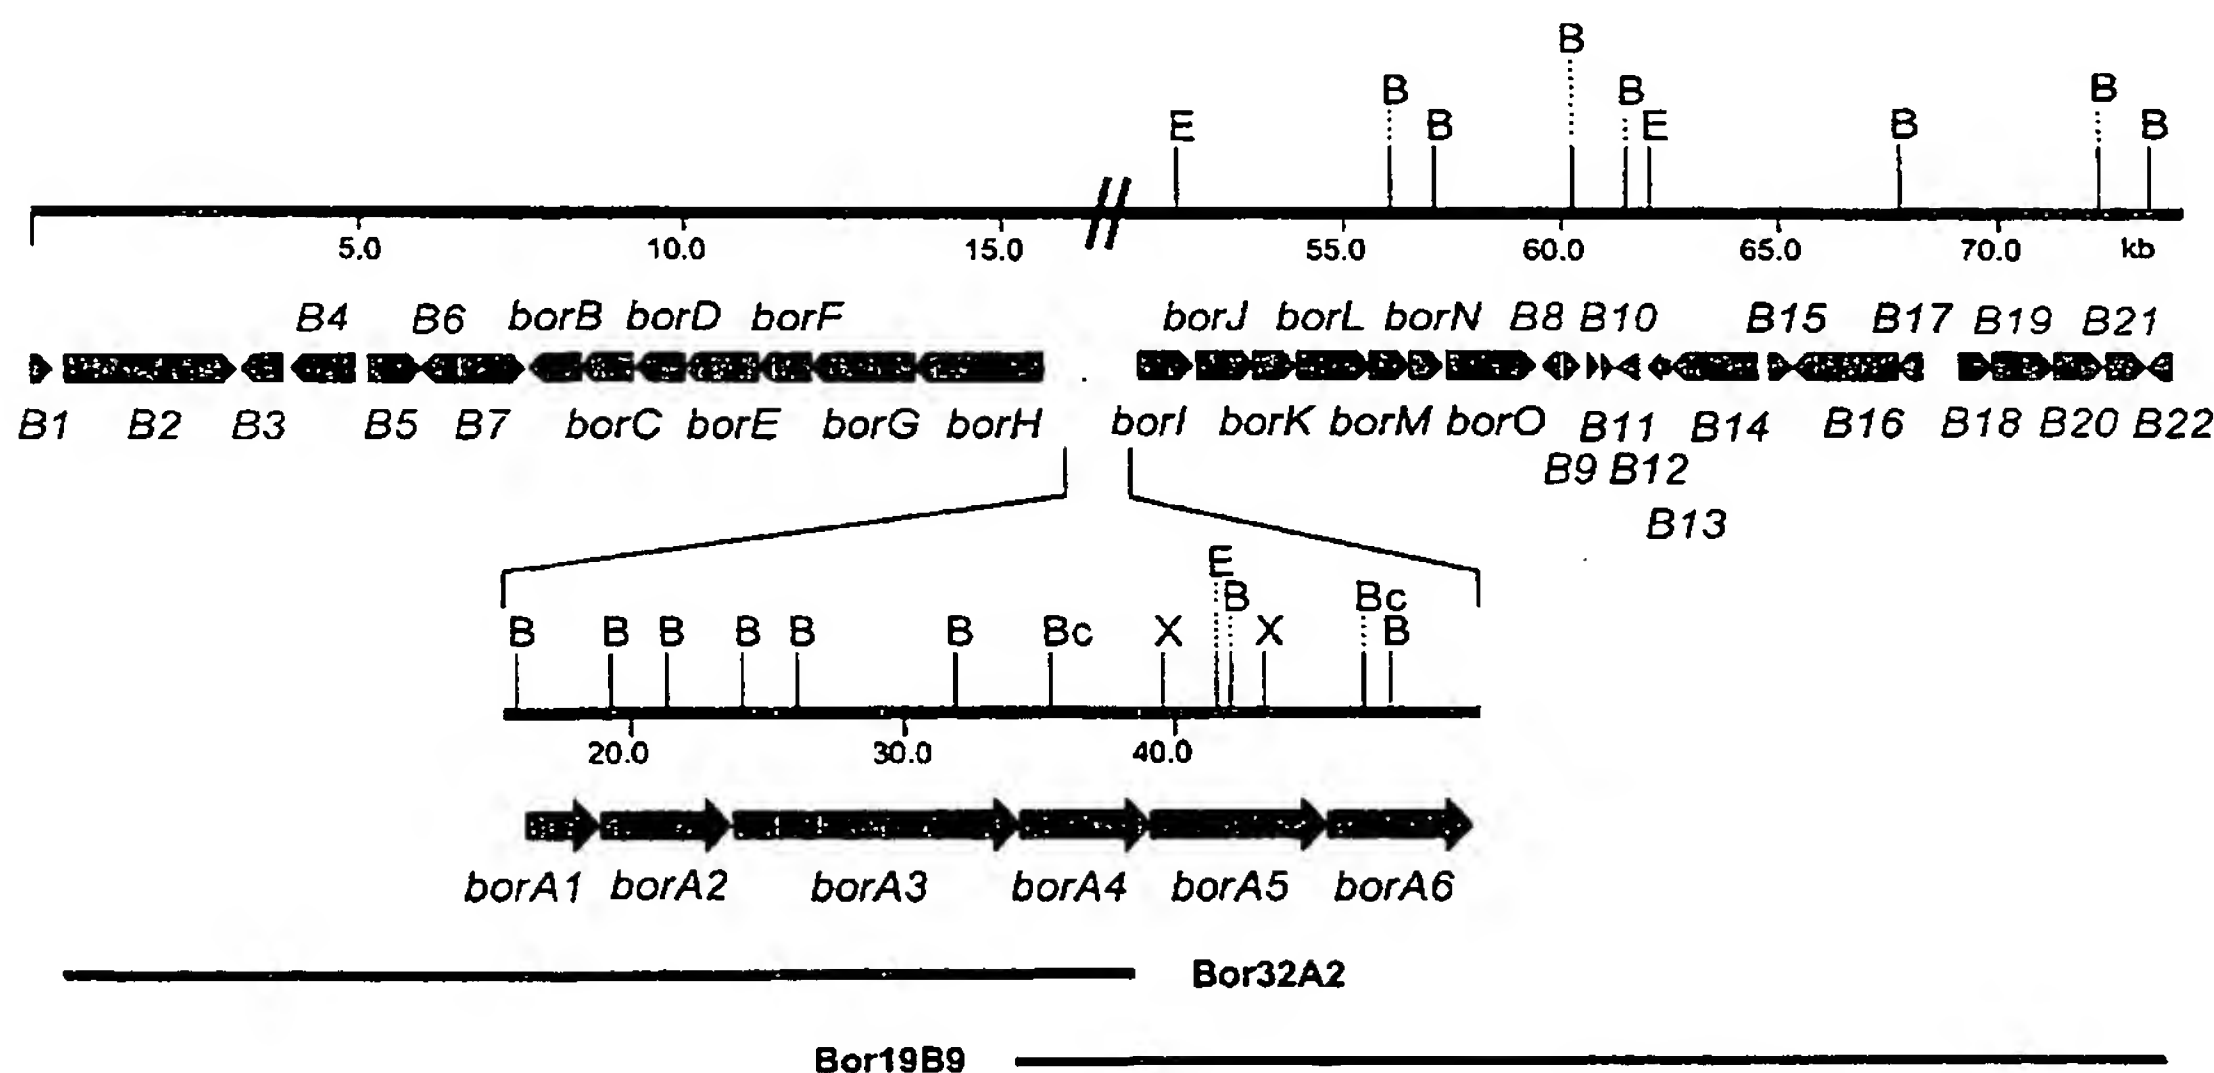 B
B B B
E B E B B
5.0 10.0 15.0 55.0 60.0 65.0 70.0 kb
B4 B6 borB borD borF borJ borL borN B8 B10 B15 B17 B19 B21
B1 B2 B3 B5 B7 borC borE borG borH borI borK borM borO B11 B14 B16 B18 B20 B22
B9 B12
B13
E
B Bc
B B B B B B Bc X X B
20.0 30.0 40.0
borA1 borA2 borA3 borA4 borA5 borA6
Bor32A2
Bor19B9